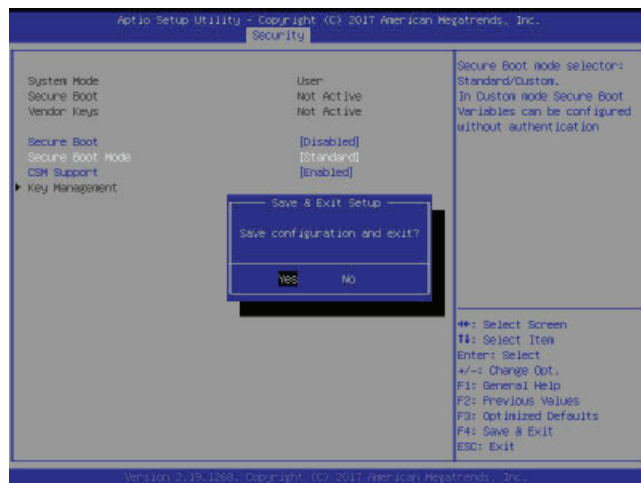 Aptio Setup Utility - Copyright (C) 2017 American Megatrends, Inc.
Security
System Mode User
Secure Boot Not Active
Vendor Keys Not Active
Secure Boot [Disabled]
Secure Boot Mode [Standard]
CSM Support [Enabled]
Key Management
Save & Exit Setup
Save configuration and exit?
Yes No
Secure Boot mode selector:
Standard/Custom.
In Custom mode Secure Boot
Variables can be configured
without authentication
↔: Select Screen
↑↓: Select Item
Enter: Select
+/-: Change Opt.
F1: General Help
F2: Previous Values
F3: Optimized Defaults
F4: Save & Exit
ESC: Exit
Version 2.19.1268. Copyright (C) 2017 American Megatrends, Inc.